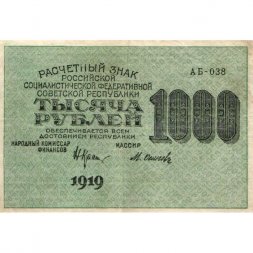 РАСЧЕТНЫЙ ЗНАК
РОССИЙСКОЙ
СОЦИАЛИСТИЧЕСКОЙ ФЕДЕРАТИВНОЙ
СОВЕТСКОЙ РЕСПУБЛИКИ
АБ-038
ТЫСЯЧА
РУБЛЕЙ
1000
ОБЕСПЕЧИВАЕТСЯ ВСЕМ
ДОСТОЯНИЕМ РЕСПУБЛИКИ
НАРОДНЫЙ КОМИССАР
ФИНАНСОВ
КАССИР
1919